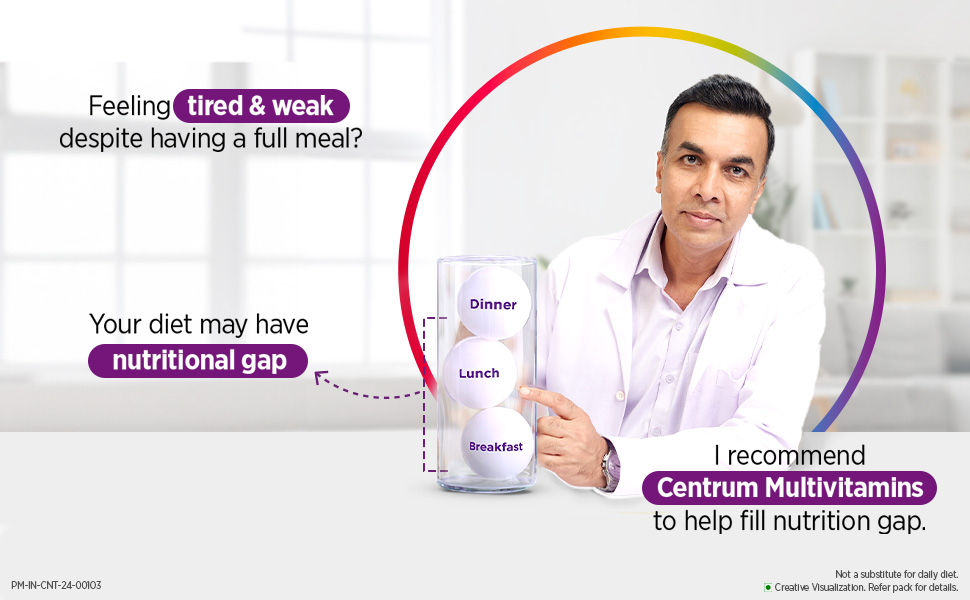 Feeling tired & weak
despite having a full meal?
Your diet may have
nutritional gap
Dinner
Lunch
Breakfast
I recommend
Centrum Multivitamins
to help fill nutrition gap.
PM-IN-CNT-24-00103
Not a substitute for daily diet.
Creative Visualization. Refer pack for details.